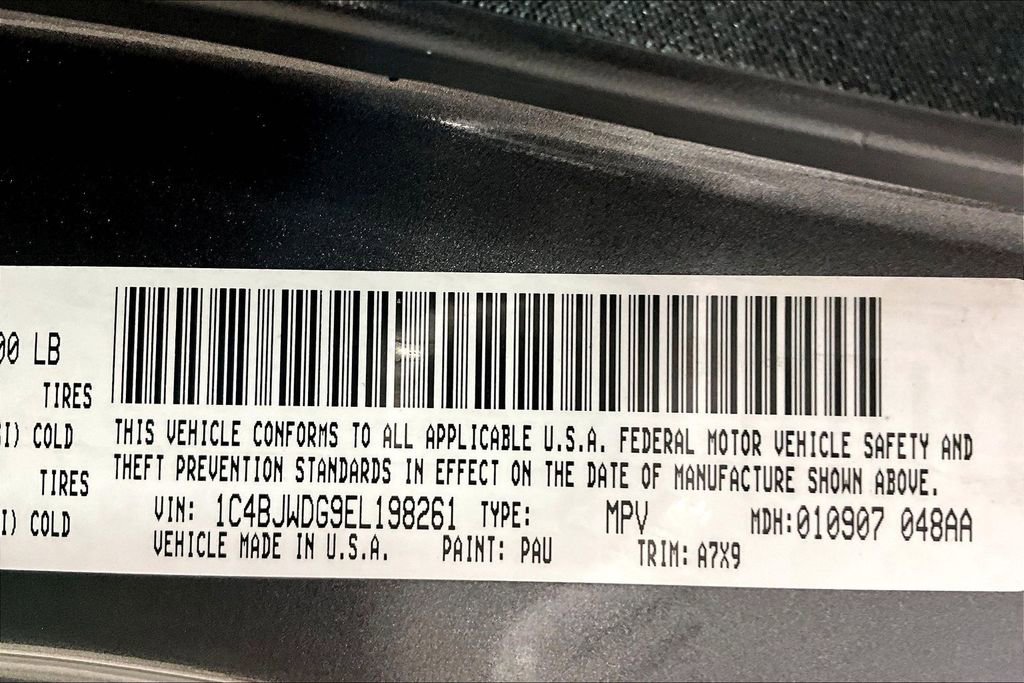 00 LB
TIRES
SI) COLD
TIRES
I) COLD
THIS VEHICLE CONFORMS TO ALL APPLICABLE U.S.A. FEDERAL MOTOR VEHICLE SAFETY AND
THEFT PREVENTION STANDARDS IN EFFECT ON THE DATE OF MANUFACTURE SHOWN ABOVE.
VIN: 1C4BJWDG9EL198261 TYPE: MPV MDH:010907 048AA
VEHICLE MADE IN U.S.A. PAINT: PAU TRIM: A7X9